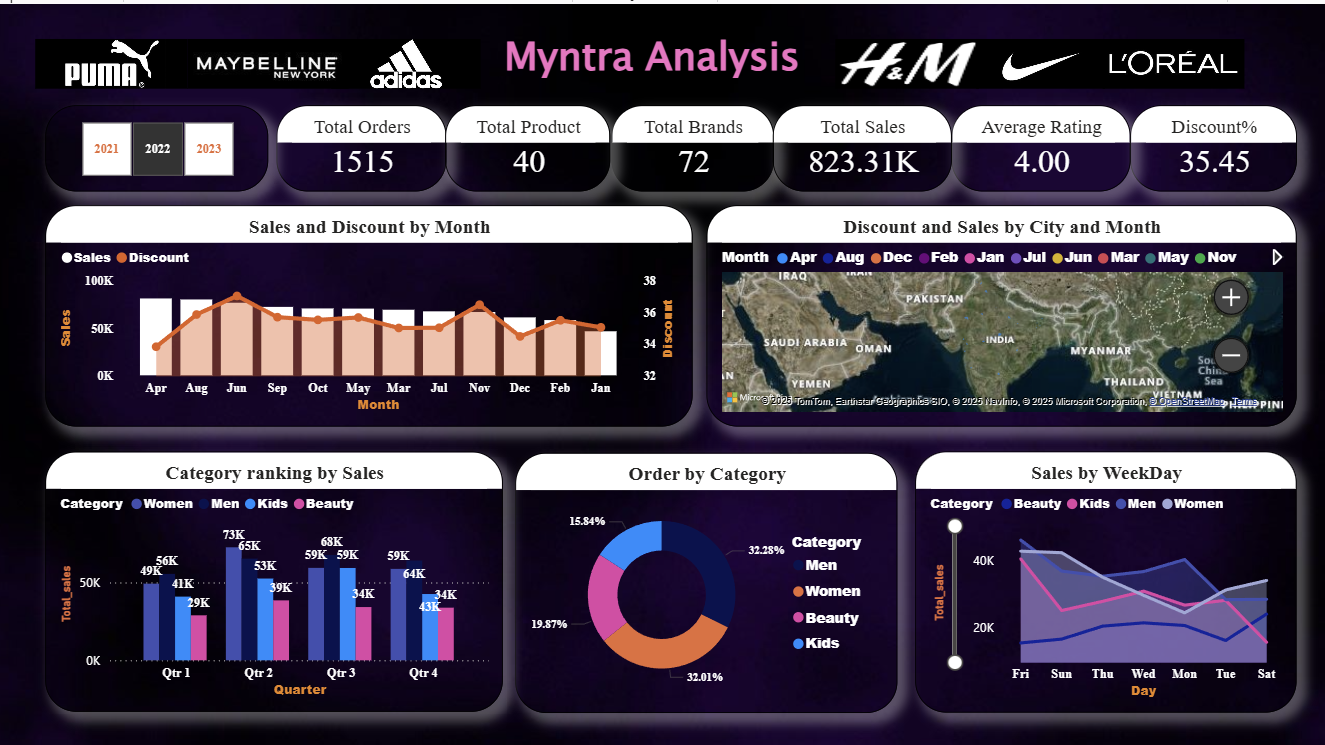 PUMA
MAYBELLINE
NEW YORK
adidas
Myntra Analysis
H&M
L'ORÉAL
2021
2022
2023
Total Orders
1515
Total Product
40
Total Brands
72
Total Sales
823.31K
Average Rating
4.00
Discount%
35.45
Sales and Discount by Month
Sales Discount
100K
50K
0K
Sales
38
36
34
32
Discount
Apr Aug Jun Sep Oct May Mar Jul Nov Dec Feb Jan
Month
Discount and Sales by City and Month
Month Apr Aug Dec Feb Jan Jul Jun Mar May Nov
IRAQ
IRAN
PAKISTAN
SAUDI ARABIA
OMAN
INDIA
MYANMAR
YEMEN
THAILAND
VIETNAM
South
China
Sea
© 2025 TomTom, Earthstar Geographics SIO, © 2025 NavInfo, © 2025 Microsoft Corporation, © OpenStreetMap Terms
Category ranking by Sales
Category Women Men Kids Beauty
Total_sales
50K
0K
49K
56K
41K
29K
73K
65K
53K
39K
59K
68K
59K
34K
59K
64K
43K
34K
Qtr 1 Qtr 2 Qtr 3 Qtr 4
Quarter
Order by Category
15.84%
32.28%
19.87%
32.01%
Category
Men
Women
Beauty
Kids
Sales by WeekDay
Category Beauty Kids Men Women
Total_sales
40K
20K
Fri Sun Thu Wed Mon Tue Sat
Day